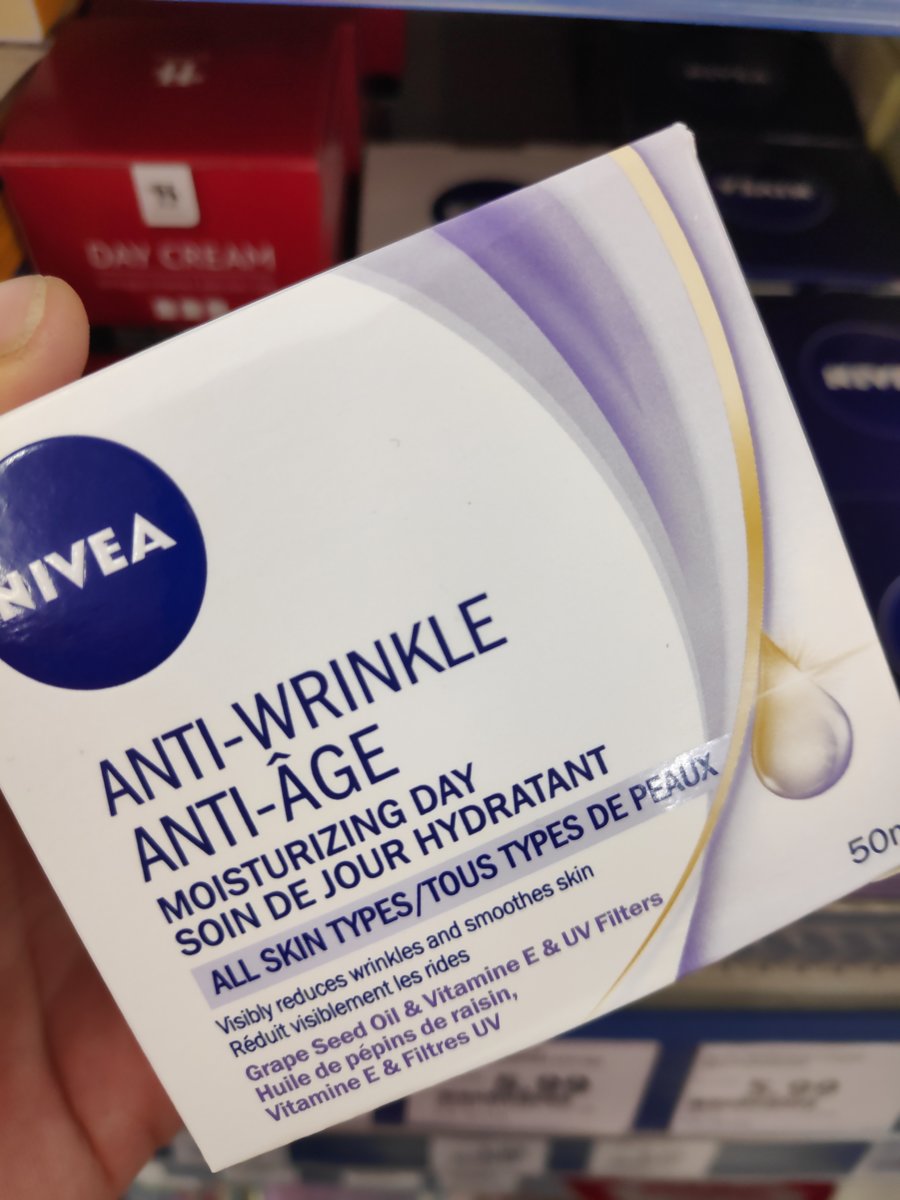 DAY CREAM
NIVEA
NIVEA
ANTI-WRINKLE
ANTI-ÂGE
MOISTURIZING DAY
SOIN DE JOUR HYDRATANT
ALL SKIN TYPES/TOUS TYPES DE PEAUX
Visibly reduces wrinkles and smoothes skin
Réduit visiblement les rides
Grape Seed Oil & Vitamine E & UV Filters
Huile de pépins de raisin,
Vitamine E & Filtres UV